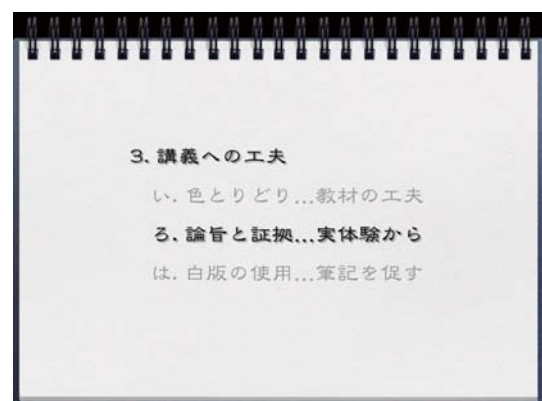 3. 講義への工夫
い. 色とりどり...教材の工夫
ろ. 論旨と証拠...実体験から
は. 白版の使用...筆記を促す